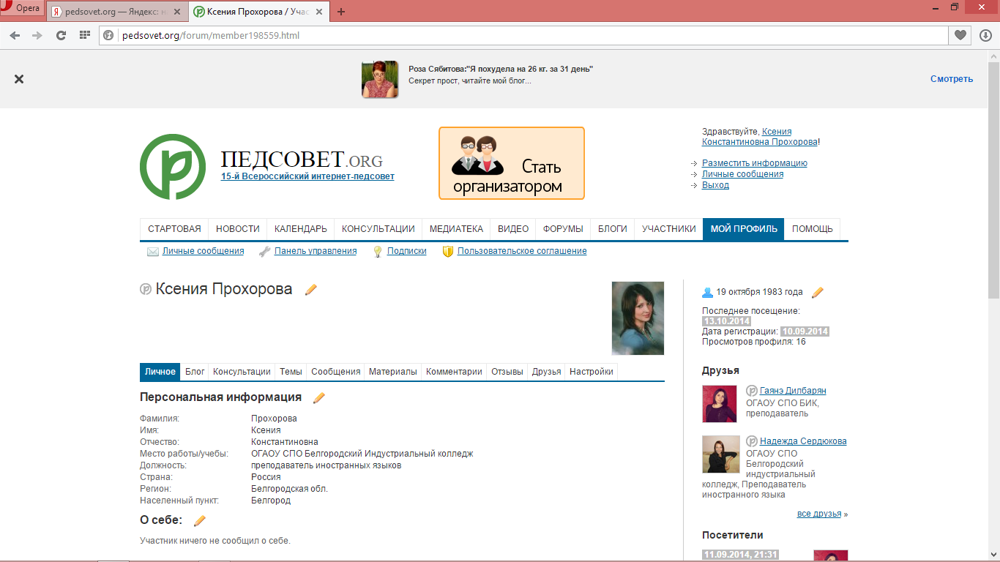 Opera
pedsovet.org — Яндекс: н
Ксения Прохорова / Учас
pedsovet.org/forum/member198559.html
Роза Сябитова:"Я похудела на 26 кг. за 31 день"
Секрет прост, читайте мой блог...
Смотреть
ПЕДСОВЕТ.ORG
15-й Всероссийский интернет-педсовет
Стать
организатором
Здравствуйте, Ксения
Константиновна Прохорова!
Разместить информацию
Личные сообщения
Выход
СТАРТОВАЯ НОВОСТИ КАЛЕНДАРЬ КОНСУЛЬТАЦИИ МЕДИАТЕКА ВИДЕО ФОРУМЫ БЛОГИ УЧАСТНИКИ МОЙ ПРОФИЛЬ ПОМОЩЬ
Личные сообщения Панель управления Подписки Пользовательское соглашение
Ксения Прохорова
Личное Блог Консультации Темы Сообщения Материалы Комментарии Отзывы Друзья Настройки
Персональная информация
Фамилия: Прохорова
Имя: Ксения
Отчество: Константиновна
Место работы/учебы: ОГАОУ СПО Белгородский Индустриальный колледж
Должность: преподаватель иностранных языков
Страна: Россия
Регион: Белгородская обл.
Населенный пункт: Белгород
О себе:
Участник ничего не сообщил о себе.
19 октября 1983 года
Последнее посещение:
13.10.2014
Дата регистрации: 10.09.2014
Просмотров профиля: 16
Друзья
Гаянэ Дилбарян
ОГАОУ СПО БИК,
преподаватель
Надежда Сердюкова
ОГАОУ СПО
Белгородский
индустриальный
колледж, Преподаватель
иностранного языка
все друзья »
Посетители
11.09.2014, 21:31